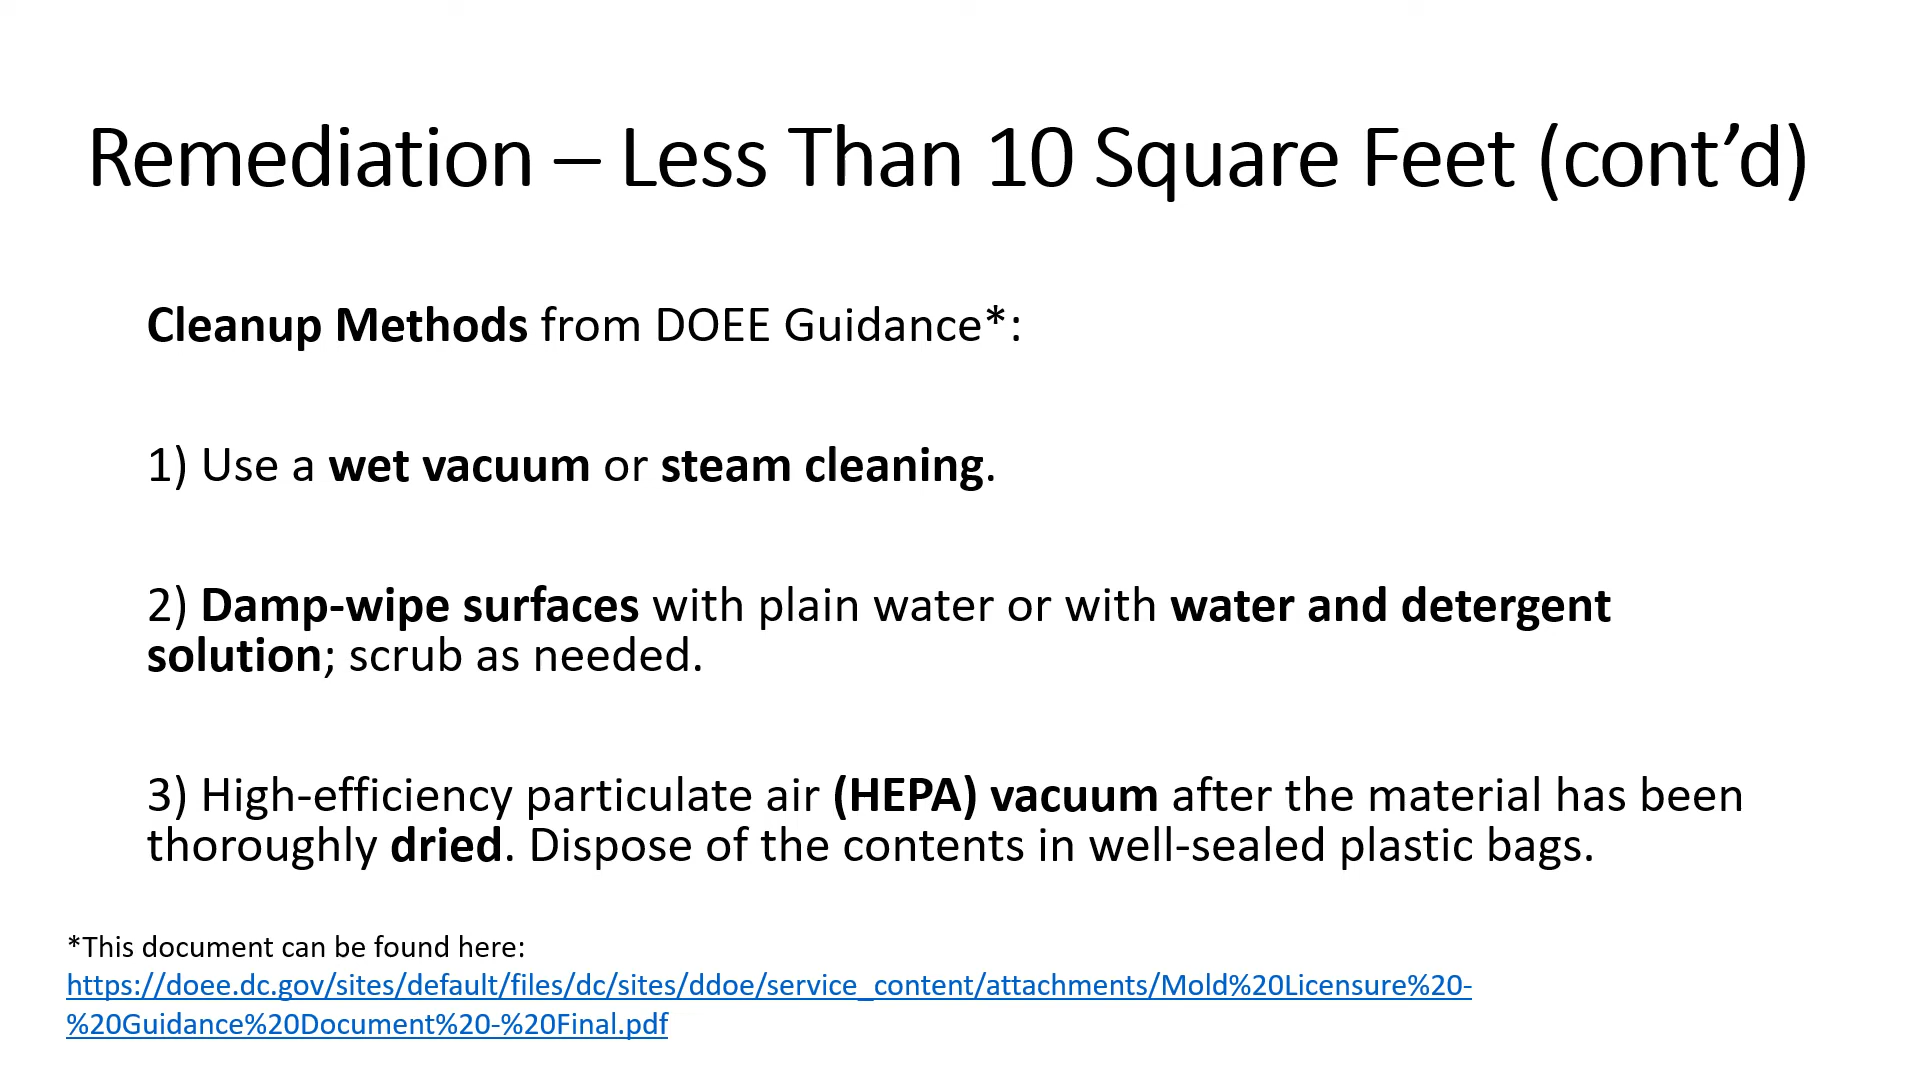 Remediation – Less Than 10 Square Feet (cont’d)
Cleanup Methods from DOEE Guidance*:
1) Use a wet vacuum or steam cleaning.
2) Damp-wipe surfaces with plain water or with water and detergent
solution; scrub as needed.
3) High-efficiency particulate air (HEPA) vacuum after the material has been
thoroughly dried. Dispose of the contents in well-sealed plastic bags.
*This document can be found here:
https://doee.dc.gov/sites/default/files/dc/sites/ddoe/service_content/attachments/Mold%20Licensure%20-
%20Guidance%20Document%20-%20Final.pdf